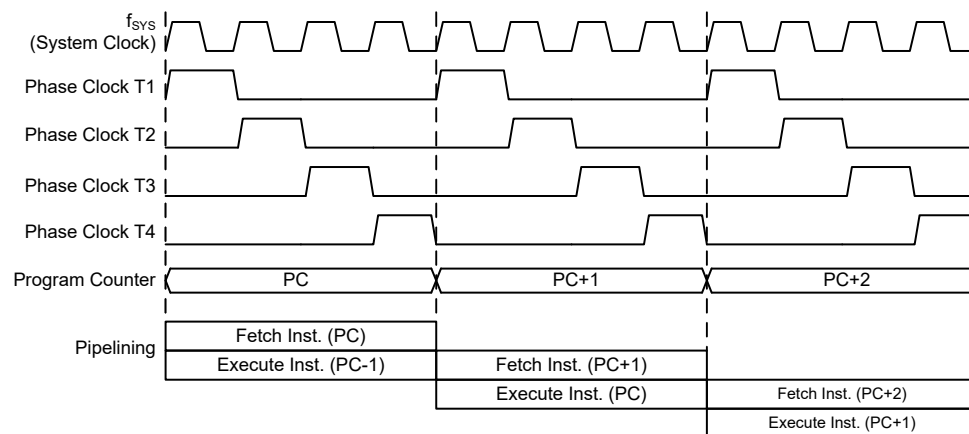 fSYS
(System Clock)
Phase Clock T1
Phase Clock T2
Phase Clock T3
Phase Clock T4
Program Counter PC PC+1 PC+2
Pipelining
Fetch Inst. (PC)
Execute Inst. (PC-1) Fetch Inst. (PC+1)
Execute Inst. (PC) Fetch Inst. (PC+2)
Execute Inst. (PC+1)